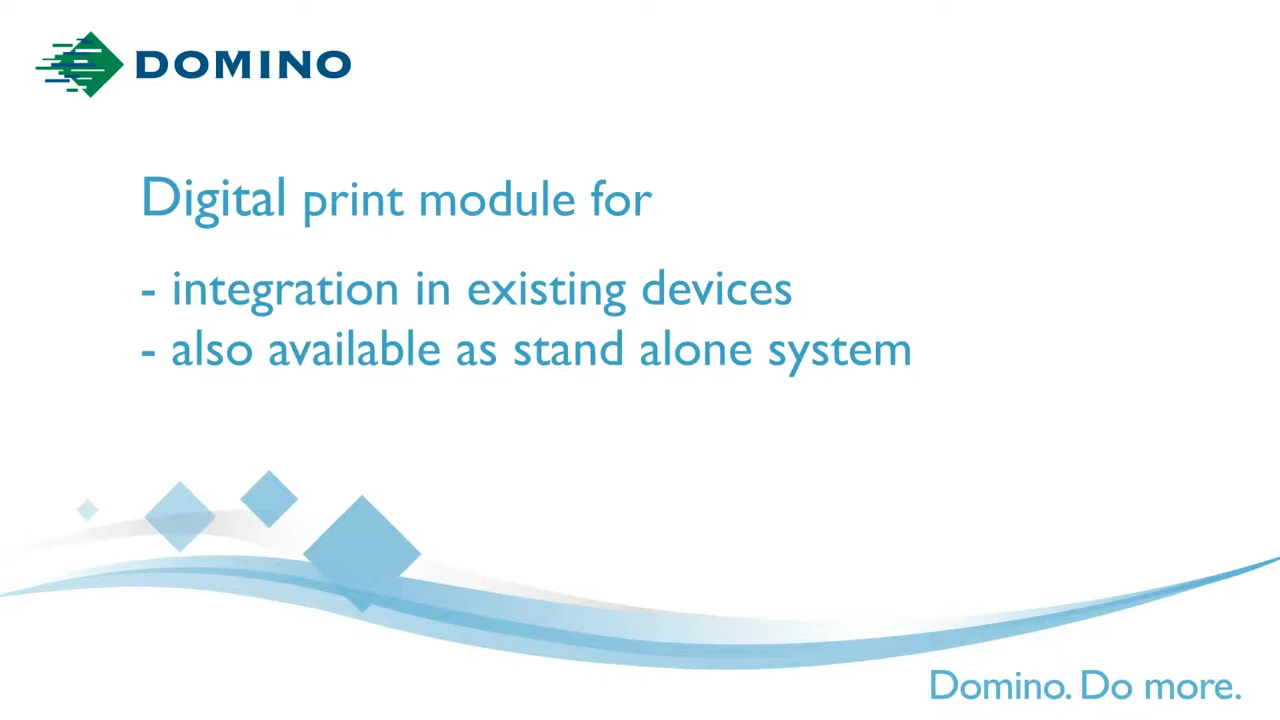 DOMINO
Digital print module for
- integration in existing devices
- also available as stand alone system
Domino. Do more.